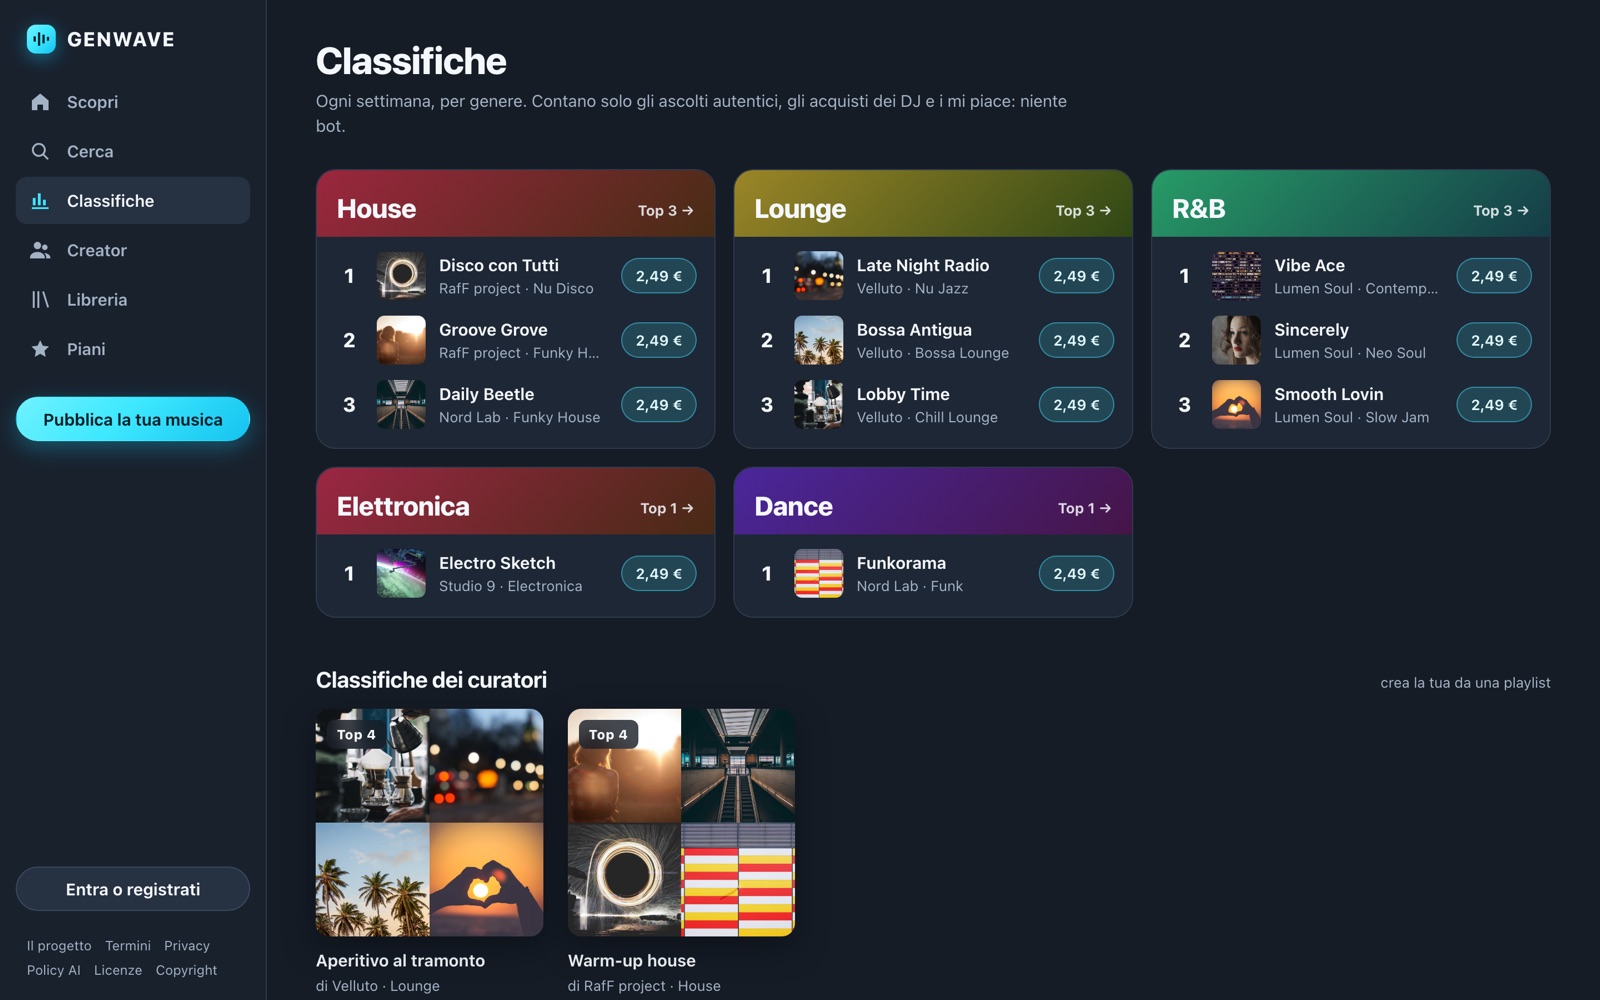 GENWAVE
Scopri
Cerca
Classifiche
Creator
Libreria
Piani
Pubblica la tua musica
Entra o registrati
Il progetto Termini Privacy
Policy AI Licenze Copyright
Classifiche
Ogni settimana, per genere. Contano solo gli ascolti autentici, gli acquisti dei DJ e i mi piace: niente
bot.
House Top 3 →
1 Disco con Tutti 2,49 €
RafF project · Nu Disco
2 Groove Grove 2,49 €
RafF project · Funky H...
3 Daily Beetle 2,49 €
Nord Lab · Funky House
Lounge Top 3 →
1 Late Night Radio 2,49 €
Velluto · Nu Jazz
2 Bossa Antigua 2,49 €
Velluto · Bossa Lounge
3 Lobby Time 2,49 €
Velluto · Chill Lounge
R&B Top 3 →
1 Vibe Ace 2,49 €
Lumen Soul · Contemp...
2 Sincerely 2,49 €
Lumen Soul · Neo Soul
3 Smooth Lovin 2,49 €
Lumen Soul · Slow Jam
Elettronica Top 1 →
1 Electro Sketch 2,49 €
Studio 9 · Electronica
Dance Top 1 →
1 Funkorama 2,49 €
Nord Lab · Funk
Classifiche dei curatori crea la tua da una playlist
Top 4
Aperitivo al tramonto
di Velluto · Lounge
Top 4
Warm-up house
di RafF project · House